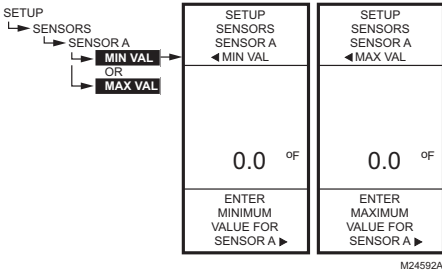 SETUP
SENSORS
SENSOR A
MIN VAL
OR
MAX VAL
SETUP
SENSORS
SENSOR A
◀ MIN VAL
0.0 ºF
ENTER
MINIMUM
VALUE FOR
SENSOR A ▶
SETUP
SENSORS
SENSOR A
◀ MAX VAL
0.0 ºF
ENTER
MAXIMUM
VALUE FOR
SENSOR A ▶
M24592A